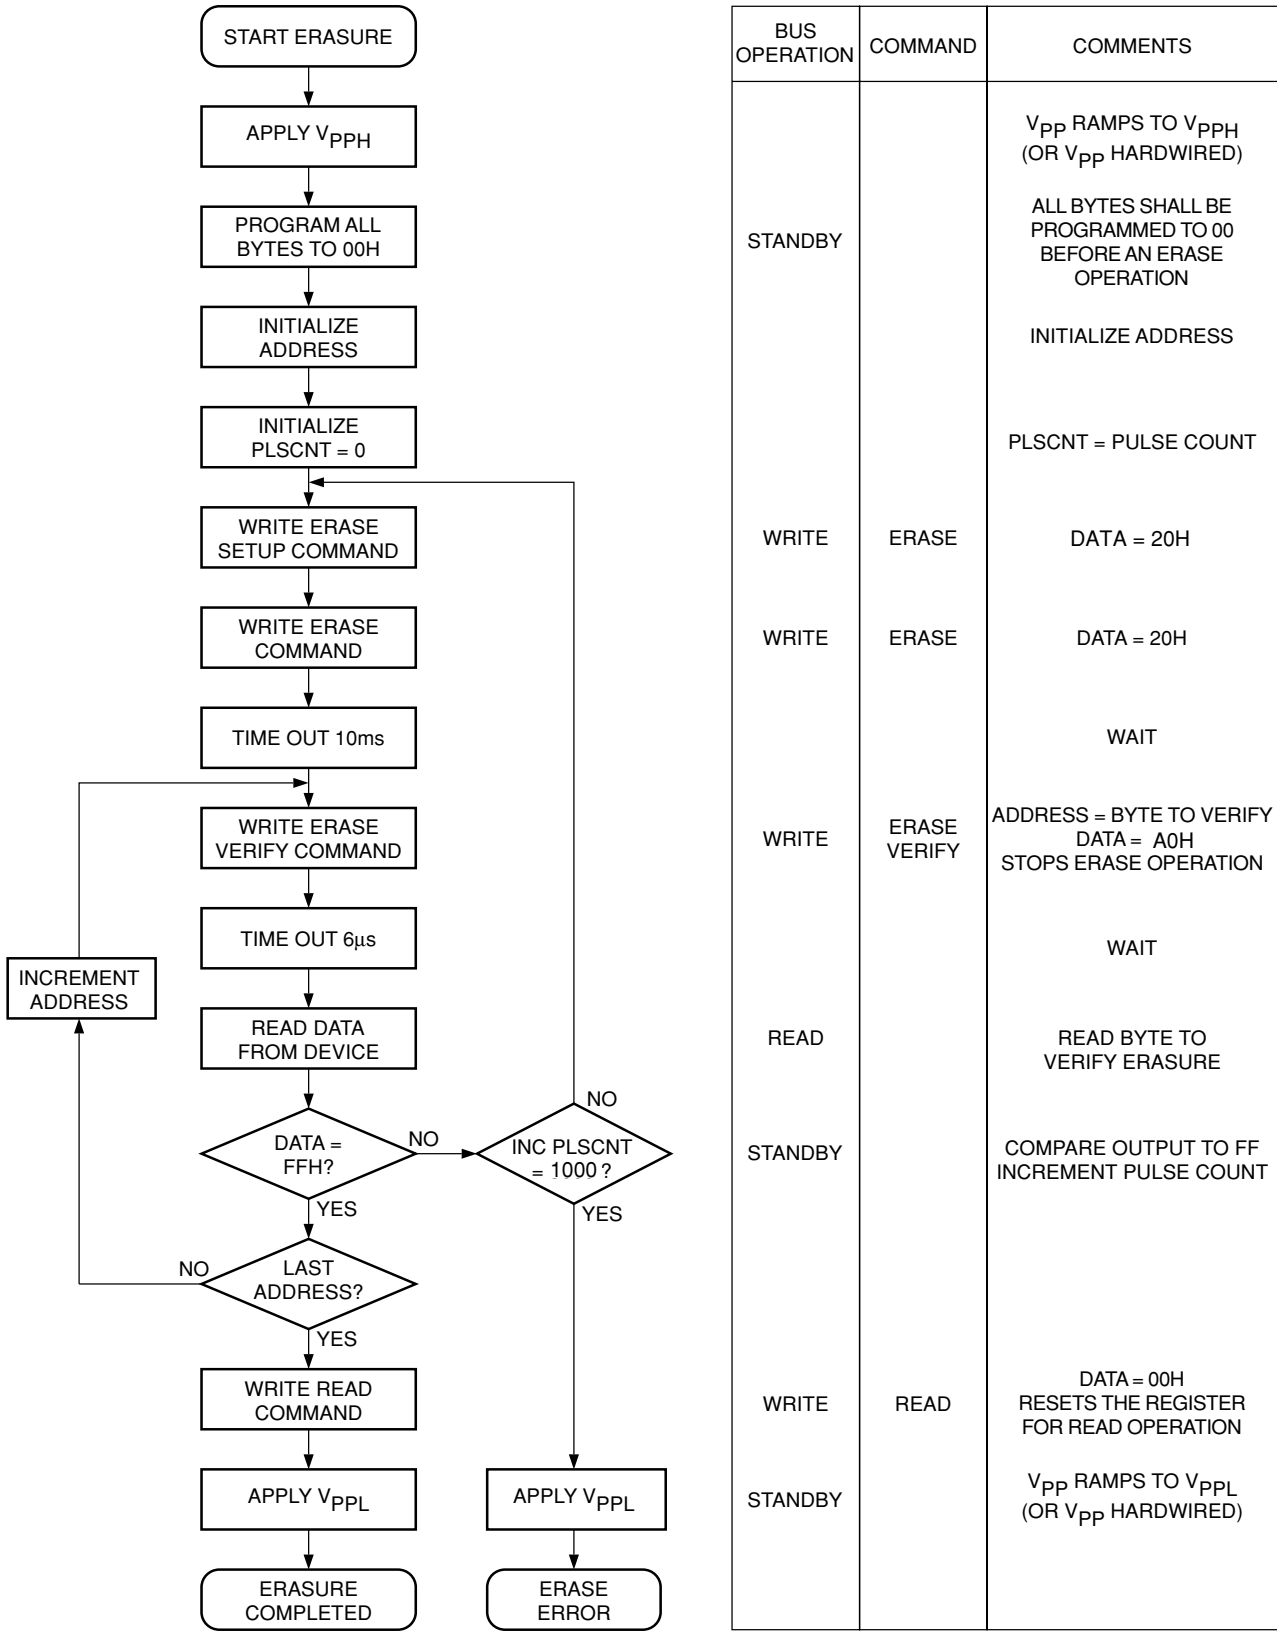 START ERASURE
APPLY VPPH
PROGRAM ALL
BYTES TO 00H
INITIALIZE
ADDRESS
INITIALIZE
PLSCNT = 0
WRITE ERASE
SETUP COMMAND
WRITE ERASE
COMMAND
TIME OUT 10ms
WRITE ERASE
VERIFY COMMAND
TIME OUT 6μs
INCREMENT
ADDRESS
READ DATA
FROM DEVICE
DATA =
FFH?
NO
YES
INC PLSCNT
= 1000 ?
NO
YES
LAST
ADDRESS?
NO
YES
WRITE READ
COMMAND
APPLY VPPL
ERASURE
COMPLETED
APPLY VPPL
ERASE
ERROR
BUS
OPERATION
COMMAND
COMMENTS
VPP RAMPS TO VPPH
(OR VPP HARDWIRED)
STANDBY
ALL BYTES SHALL BE
PROGRAMMED TO 00
BEFORE AN ERASE
OPERATION
INITIALIZE ADDRESS
PLSCNT = PULSE COUNT
WRITE
ERASE
DATA = 20H
WRITE
ERASE
DATA = 20H
WAIT
WRITE
ERASE
VERIFY
ADDRESS = BYTE TO VERIFY
DATA = A0H
STOPS ERASE OPERATION
WAIT
READ
READ BYTE TO
VERIFY ERASURE
STANDBY
COMPARE OUTPUT TO FF
INCREMENT PULSE COUNT
WRITE
READ
DATA = 00H
RESETS THE REGISTER
FOR READ OPERATION
STANDBY
VPP RAMPS TO VPPL
(OR VPP HARDWIRED)